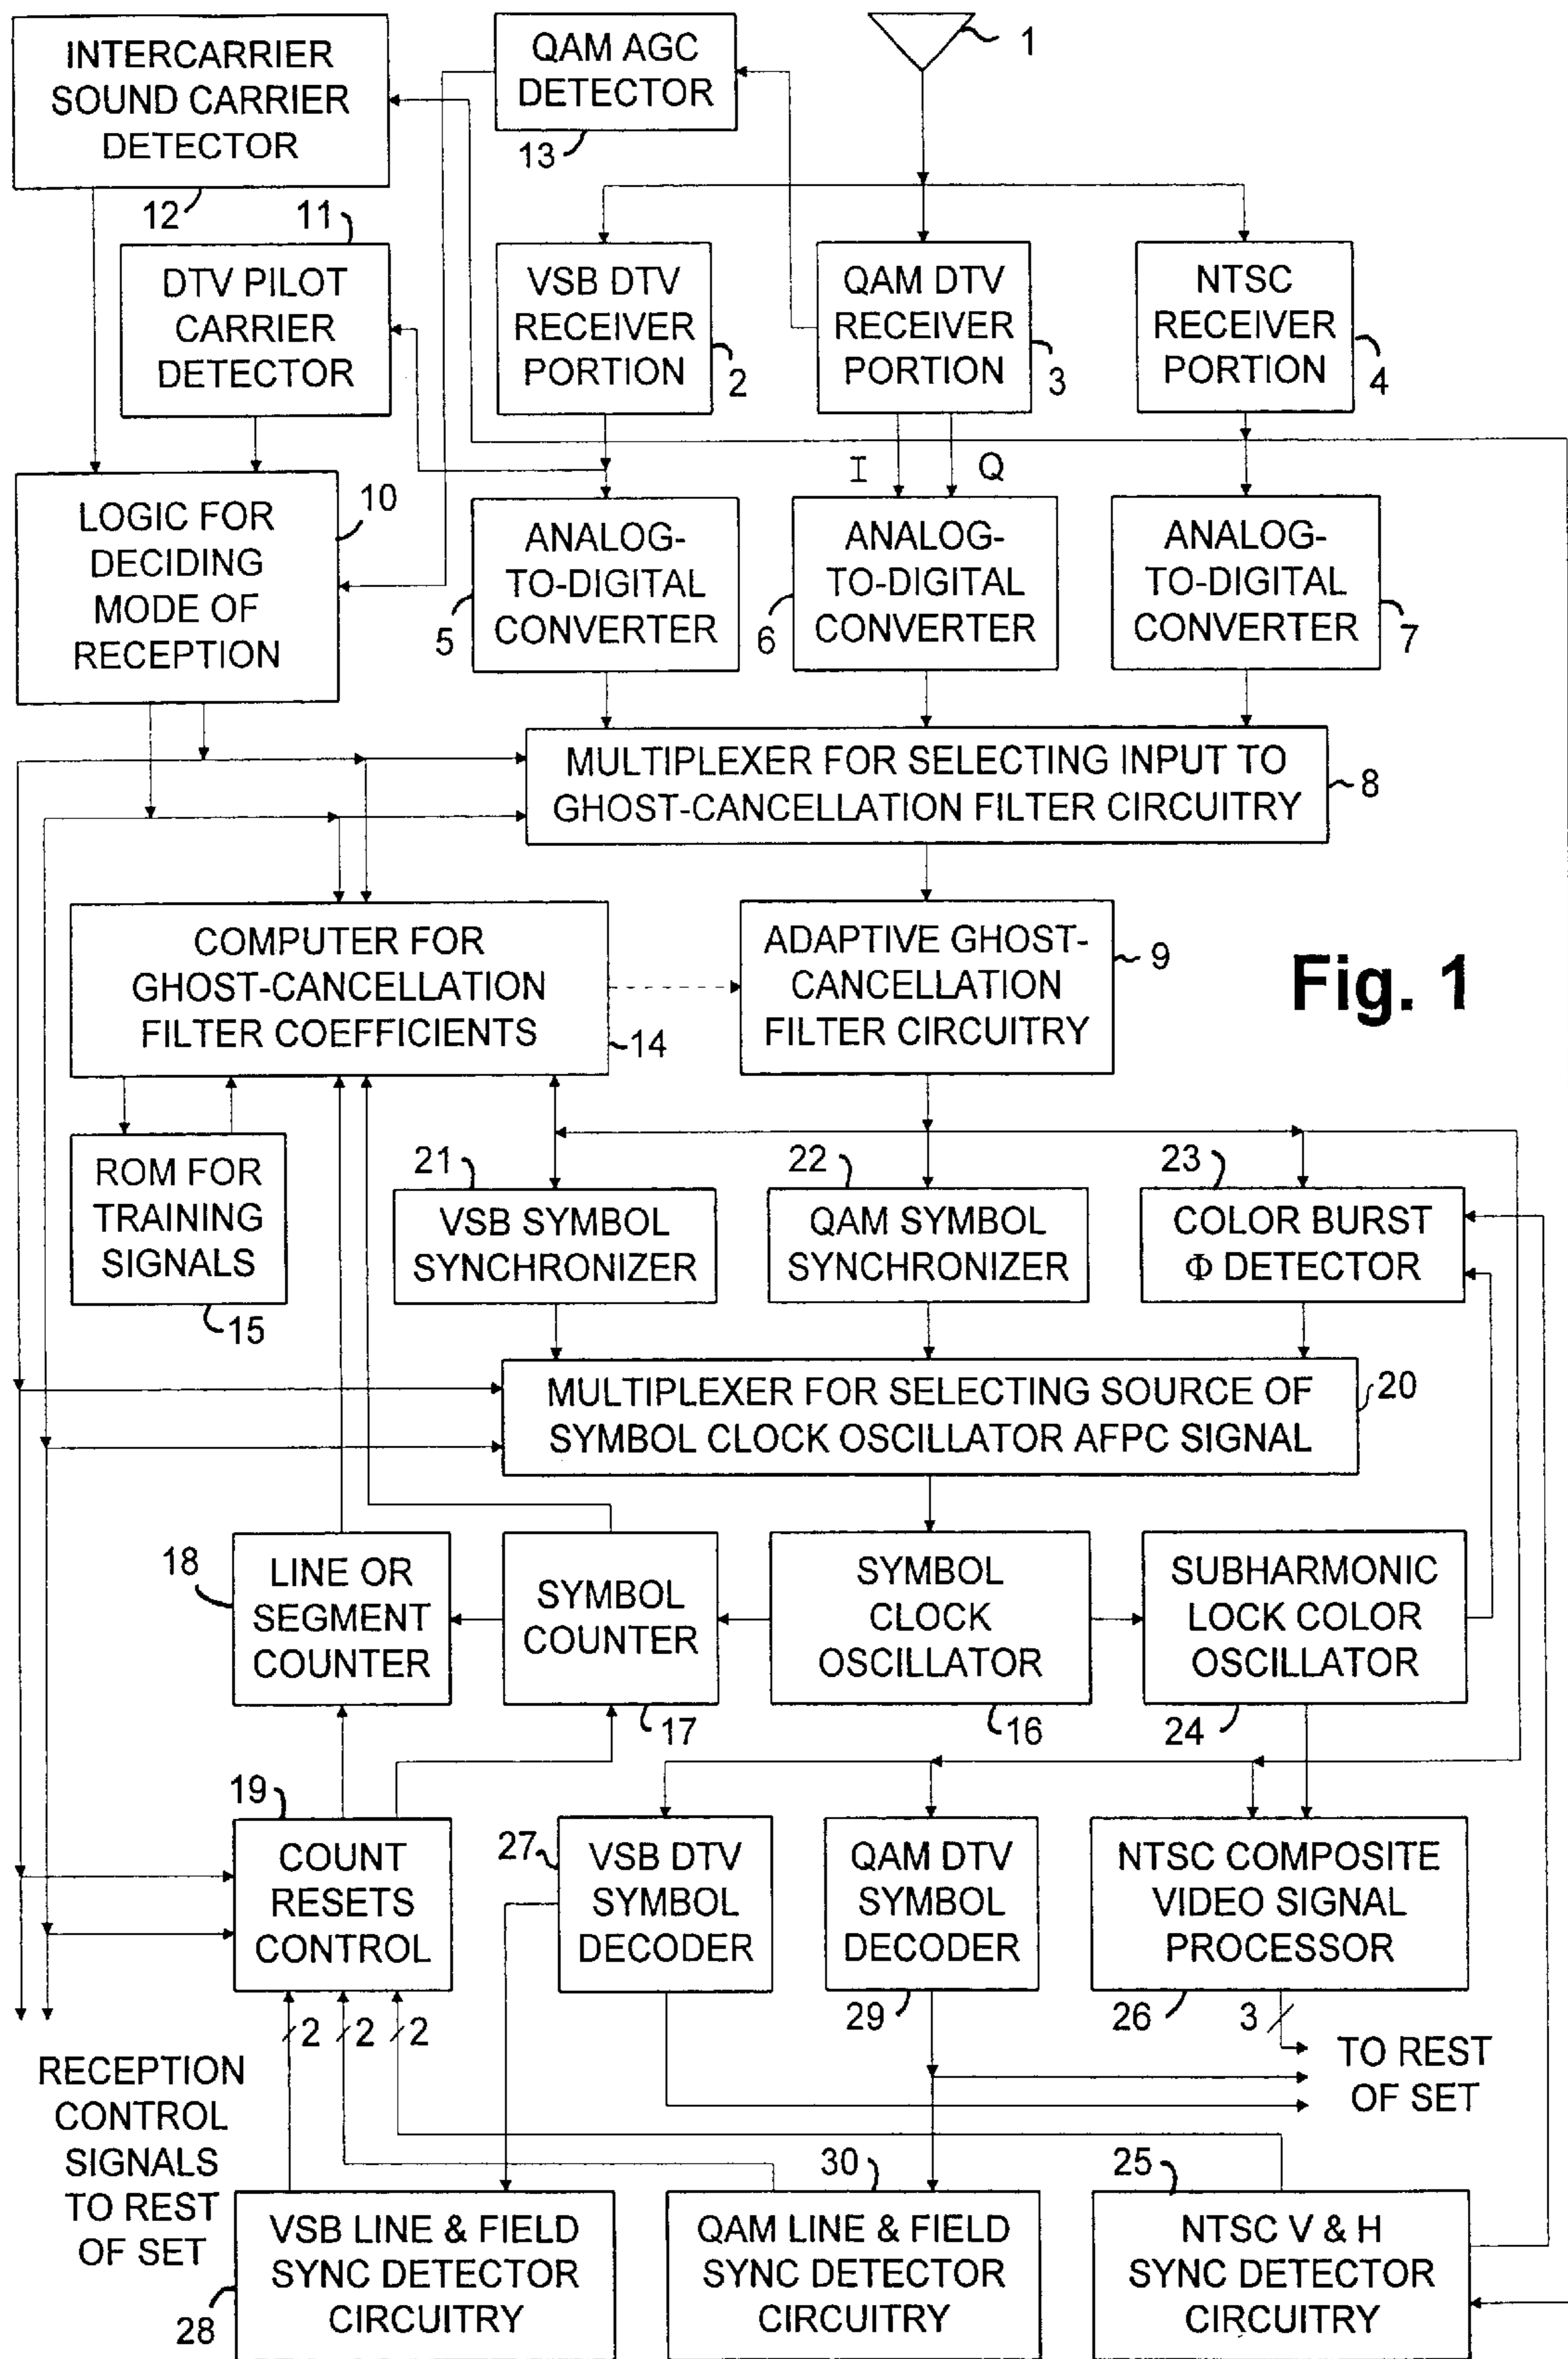 INTERCARRIER
SOUND CARRIER
DETECTOR
12
QAM AGC
DETECTOR
13
1
11
DTV PILOT
CARRIER
DETECTOR
VSB DTV
RECEIVER
PORTION
2
QAM DTV
RECEIVER
PORTION
3
NTSC
RECEIVER
PORTION
4
I
Q
LOGIC FOR
DECIDING
MODE OF
RECEPTION
10
ANALOG-
TO-DIGITAL
CONVERTER
5
ANALOG-
TO-DIGITAL
CONVERTER
6
ANALOG-
TO-DIGITAL
CONVERTER
7
MULTIPLEXER FOR SELECTING INPUT TO
GHOST-CANCELLATION FILTER CIRCUITRY
8
COMPUTER FOR
GHOST-CANCELLATION
FILTER COEFFICIENTS
14
ADAPTIVE GHOST-
CANCELLATION
FILTER CIRCUITRY
9
Fig. 1
ROM FOR
TRAINING
SIGNALS
15
21
VSB SYMBOL
SYNCHRONIZER
22
QAM SYMBOL
SYNCHRONIZER
23
COLOR BURST
Φ DETECTOR
MULTIPLEXER FOR SELECTING SOURCE OF
SYMBOL CLOCK OSCILLATOR AFPC SIGNAL
20
18
LINE OR
SEGMENT
COUNTER
SYMBOL
COUNTER
17
SYMBOL
CLOCK
OSCILLATOR
16
SUBHARMONIC
LOCK COLOR
OSCILLATOR
24
19
COUNT
RESETS
CONTROL
27
VSB DTV
SYMBOL
DECODER
QAM DTV
SYMBOL
DECODER
29
NTSC COMPOSITE
VIDEO SIGNAL
PROCESSOR
26
3
2
2
2
TO REST
OF SET
RECEPTION
CONTROL
SIGNALS
TO REST
OF SET
VSB LINE & FIELD
SYNC DETECTOR
CIRCUITRY
28
30
QAM LINE & FIELD
SYNC DETECTOR
CIRCUITRY
25
NTSC V & H
SYNC DETECTOR
CIRCUITRY